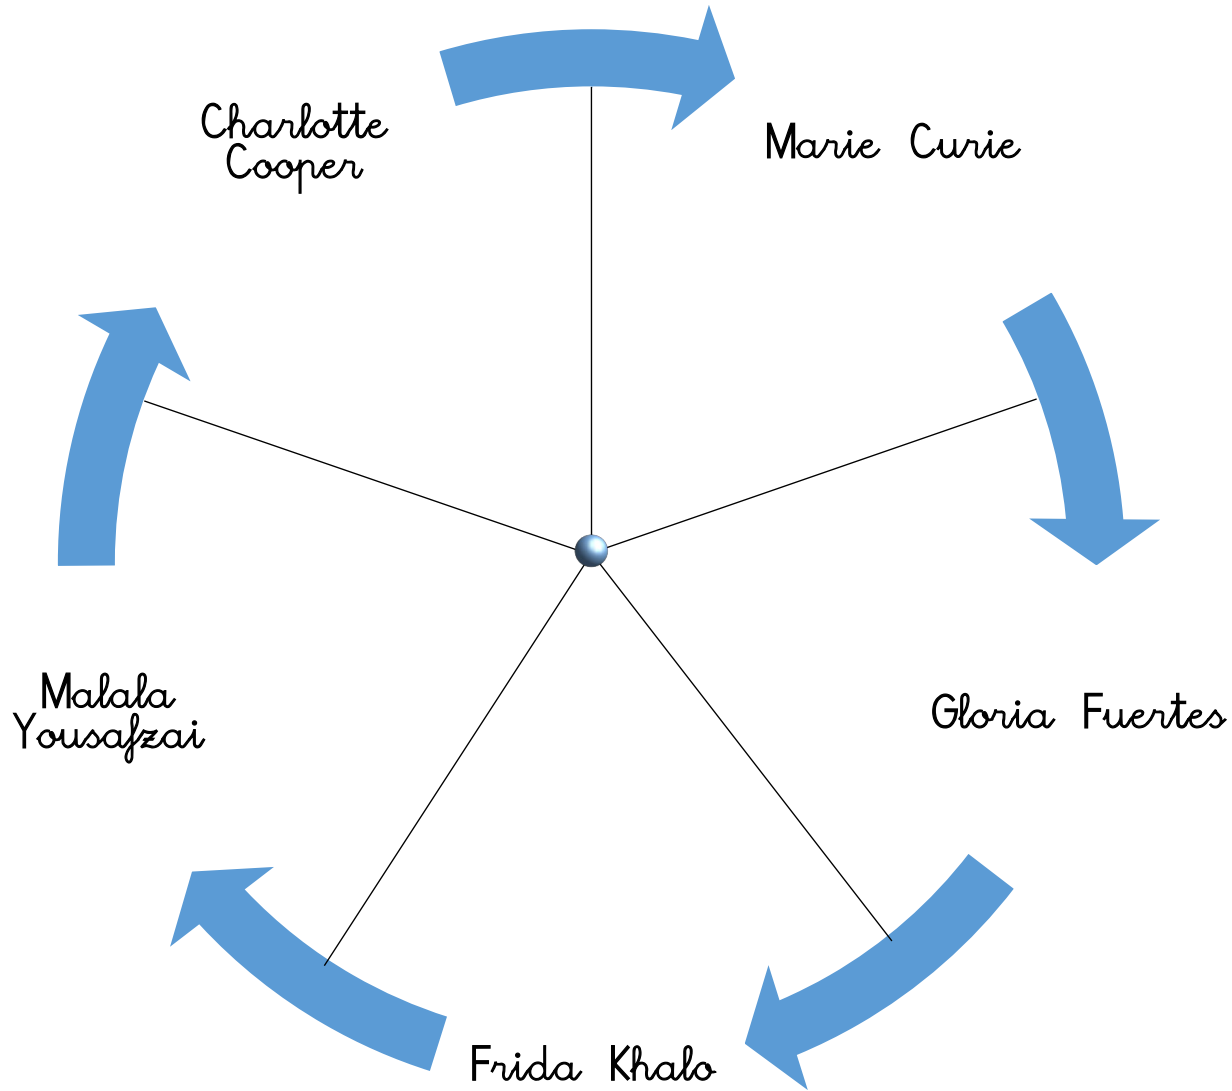 Charlotte
Cooper
Marie Curie
Malala
Yousafzai
Gloria Fuertes
Frida Khalo